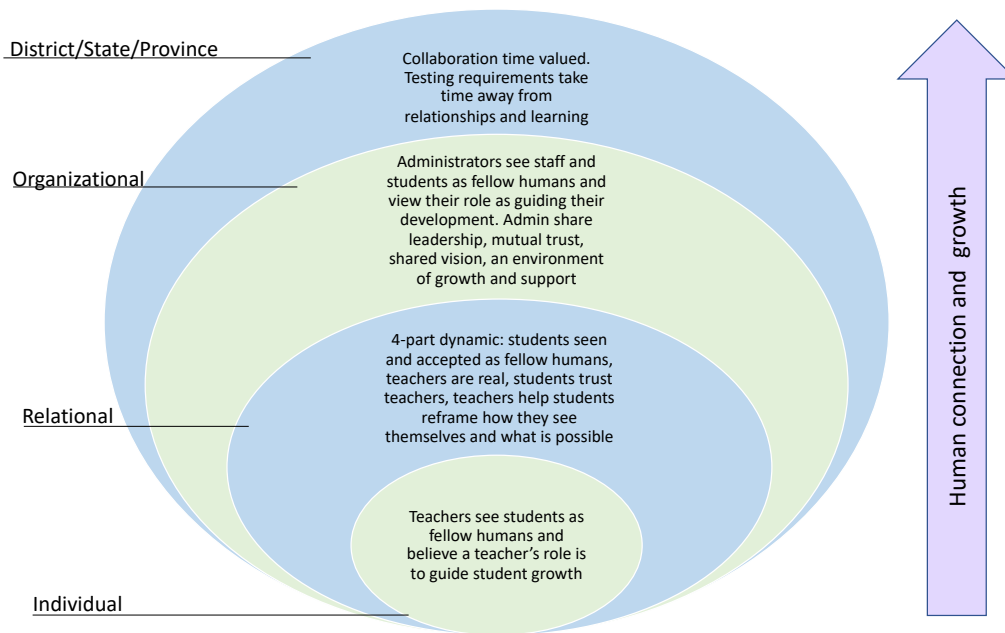 District/State/Province
Collaboration time valued.
Testing requirements take
time away from
relationships and learning
Organizational
Administrators see staff and
students as fellow humans and
view their role as guiding their
development. Admin share
leadership, mutual trust,
shared vision, an environment
of growth and support
Relational
4-part dynamic: students seen
and accepted as fellow humans,
teachers are real, students trust
teachers, teachers help students
reframe how they see
themselves and what is possible
Individual
Teachers see students as
fellow humans and
believe a teacher’s role is
to guide student growth
Human connection and growth